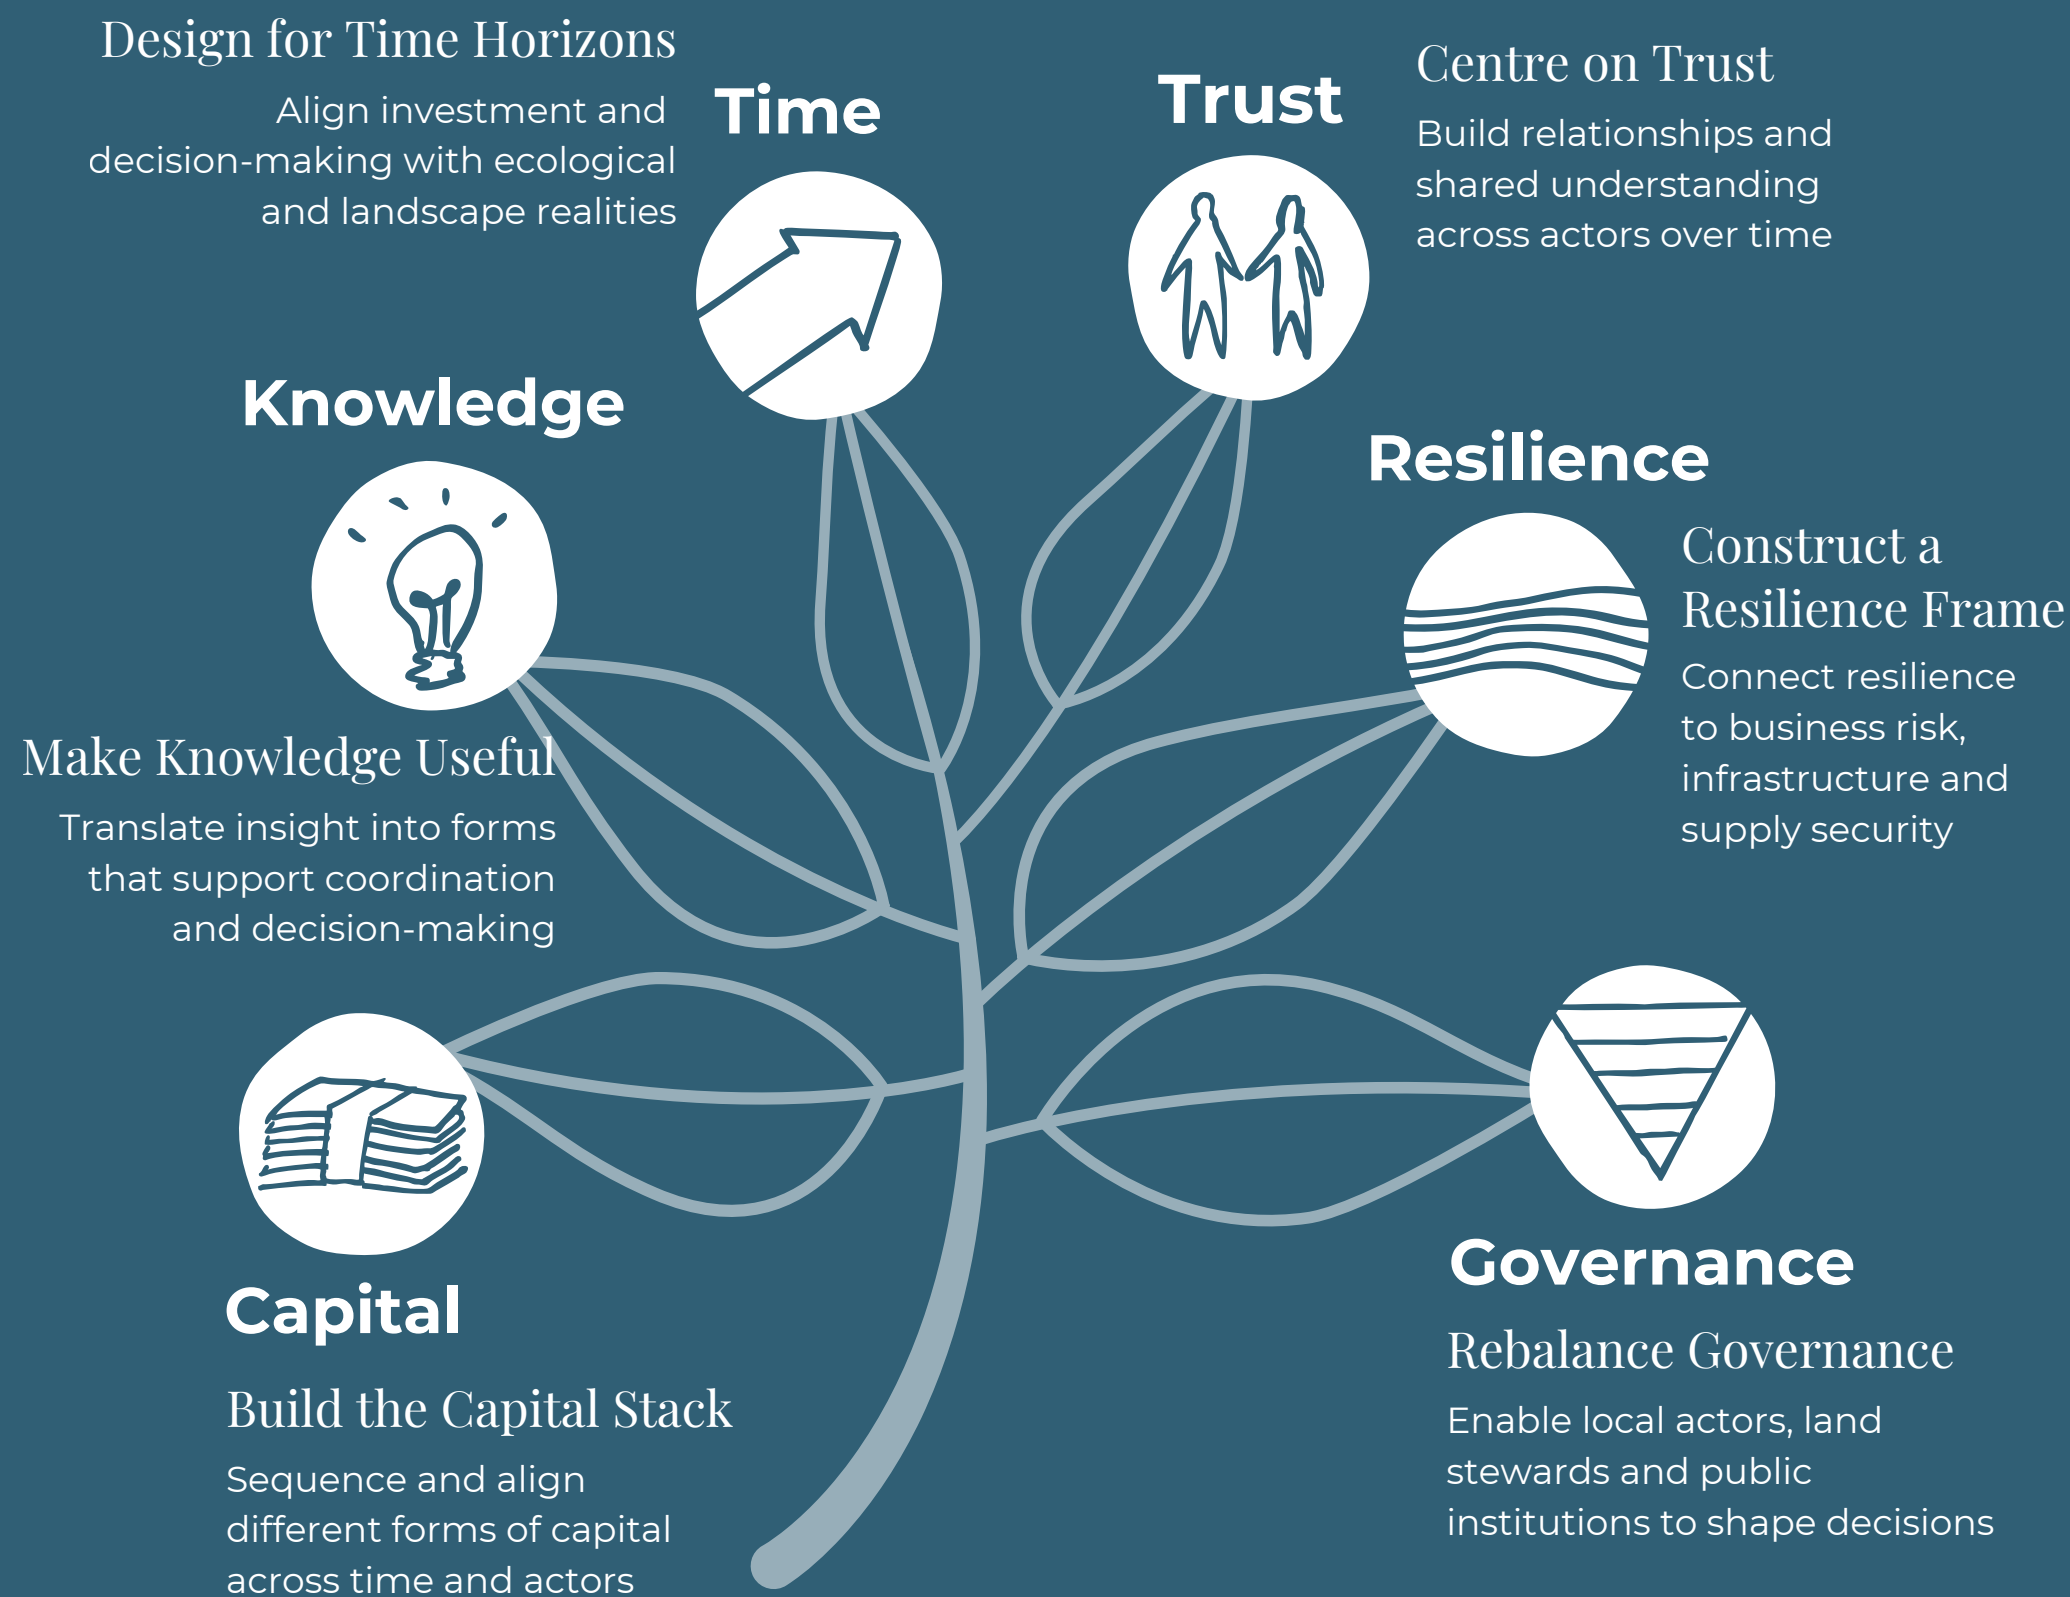 Design for Time Horizons
Align investment and
decision-making with ecological
and landscape realities
Time
Trust
Centre on Trust
Build relationships and
shared understanding
across actors over time
Knowledge
Make Knowledge Useful
Translate insight into forms
that support coordination
and decision-making
Resilience
Construct a
Resilience Frame
Connect resilience
to business risk,
infrastructure and
supply security
Capital
Build the Capital Stack
Sequence and align
different forms of capital
across time and actors
Governance
Rebalance Governance
Enable local actors, land
stewards and public
institutions to shape decisions